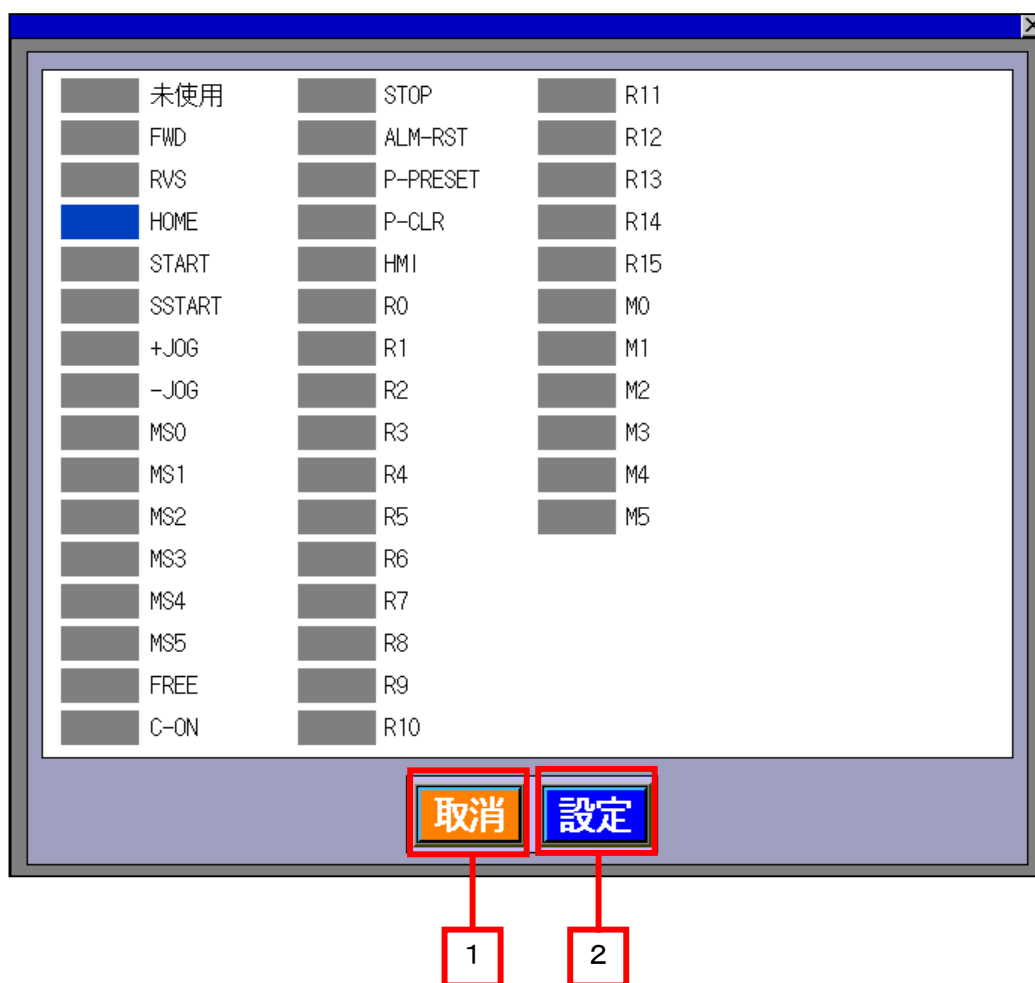 未使用
FWD
RVS
HOME
START
SSTART
+JOG
-JOG
MS0
MS1
MS2
MS3
MS4
MS5
FREE
C-ON
STOP
ALM-RST
P-PRESET
P-CLR
HMI
R0
R1
R2
R3
R4
R5
R6
R7
R8
R9
R10
R11
R12
R13
R14
R15
M0
M1
M2
M3
M4
M5
取消
設定
1
2